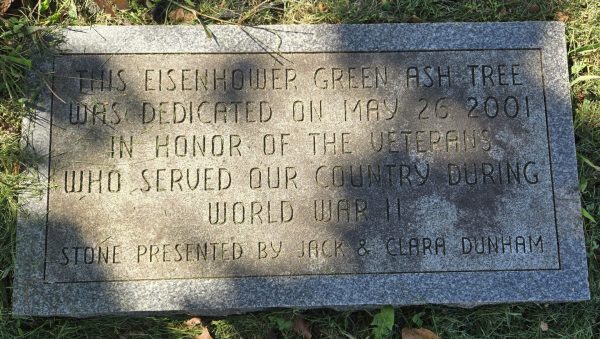 THIS EISENHOWER GREEN ASH TREE
WAS DEDICATED ON MAY 26 2001
IN HONOR OF THE VETERANS
WHO SERVED OUR COUNTRY DURING
WORLD WAR II
STONE PRESENTED BY JACK & CLARA DUNHAM